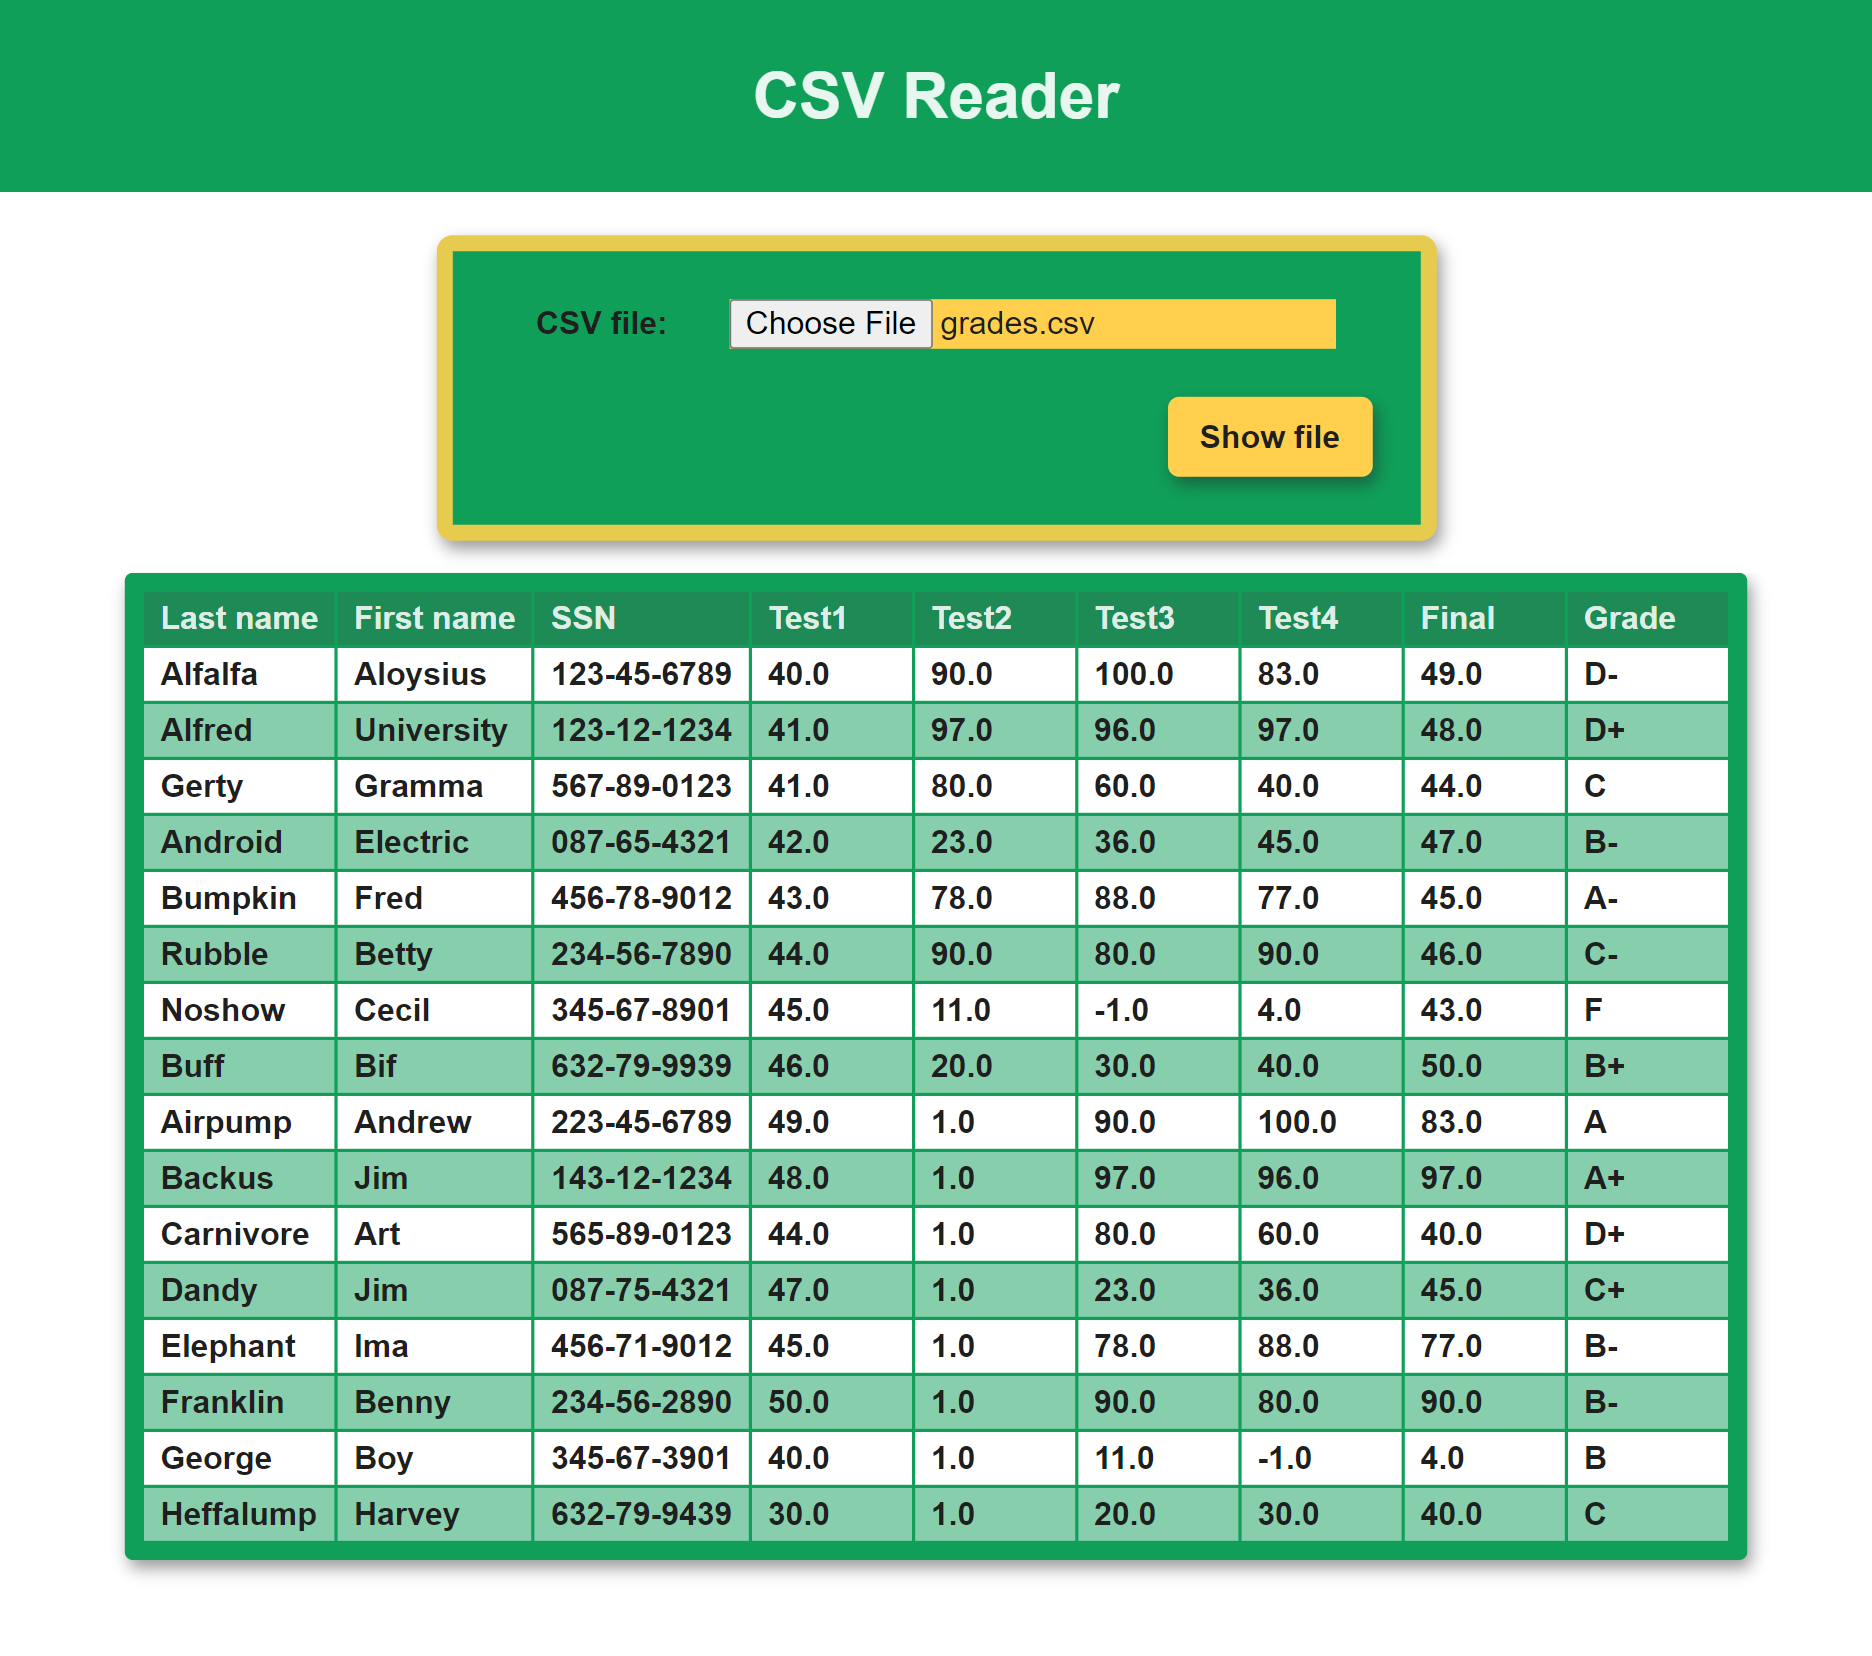 CSV Reader
CSV file: Choose File grades.csv
Show file
Last name First name SSN Test1 Test2 Test3 Test4 Final Grade
Alfalfa Aloysius 123-45-6789 40.0 90.0 100.0 83.0 49.0 D-
Alfred University 123-12-1234 41.0 97.0 96.0 97.0 48.0 D+
Gerty Gramma 567-89-0123 41.0 80.0 60.0 40.0 44.0 C
Android Electric 087-65-4321 42.0 23.0 36.0 45.0 47.0 B-
Bumpkin Fred 456-78-9012 43.0 78.0 88.0 77.0 45.0 A-
Rubble Betty 234-56-7890 44.0 90.0 80.0 90.0 46.0 C-
Noshow Cecil 345-67-8901 45.0 11.0 -1.0 4.0 43.0 F
Buff Bif 632-79-9939 46.0 20.0 30.0 40.0 50.0 B+
Airpump Andrew 223-45-6789 49.0 1.0 90.0 100.0 83.0 A
Backus Jim 143-12-1234 48.0 1.0 97.0 96.0 97.0 A+
Carnivore Art 565-89-0123 44.0 1.0 80.0 60.0 40.0 D+
Dandy Jim 087-75-4321 47.0 1.0 23.0 36.0 45.0 C+
Elephant Ima 456-71-9012 45.0 1.0 78.0 88.0 77.0 B-
Franklin Benny 234-56-2890 50.0 1.0 90.0 80.0 90.0 B-
George Boy 345-67-3901 40.0 1.0 11.0 -1.0 4.0 B
Heffalump Harvey 632-79-9439 30.0 1.0 20.0 30.0 40.0 C